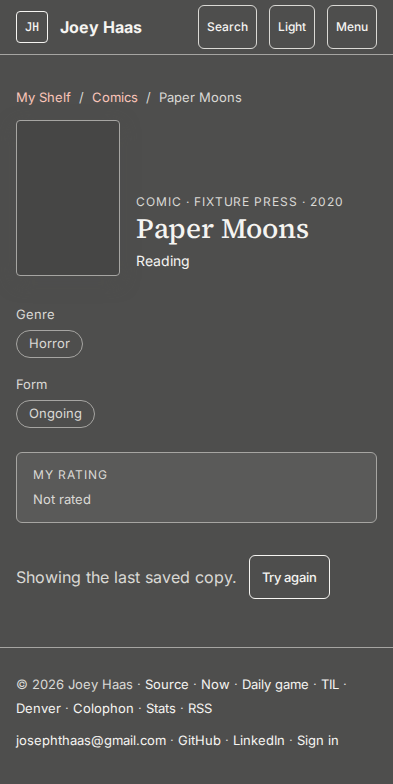 JH Joey Haas Search Light Menu
My Shelf / Comics / Paper Moons
COMIC · FIXTURE PRESS · 2020
Paper Moons
Reading
Genre
Horror
Form
Ongoing
MY RATING
Not rated
Showing the last saved copy. Try again
© 2026 Joey Haas · Source · Now · Daily game · TIL ·
Denver · Colophon · Stats · RSS
josephthaas@gmail.com · GitHub · LinkedIn · Sign in